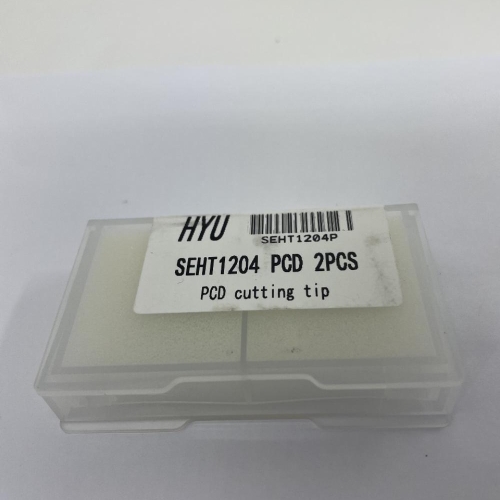 HYU
SEHT1204P
SEHT1204 PCD 2PCS
PCD cutting tip